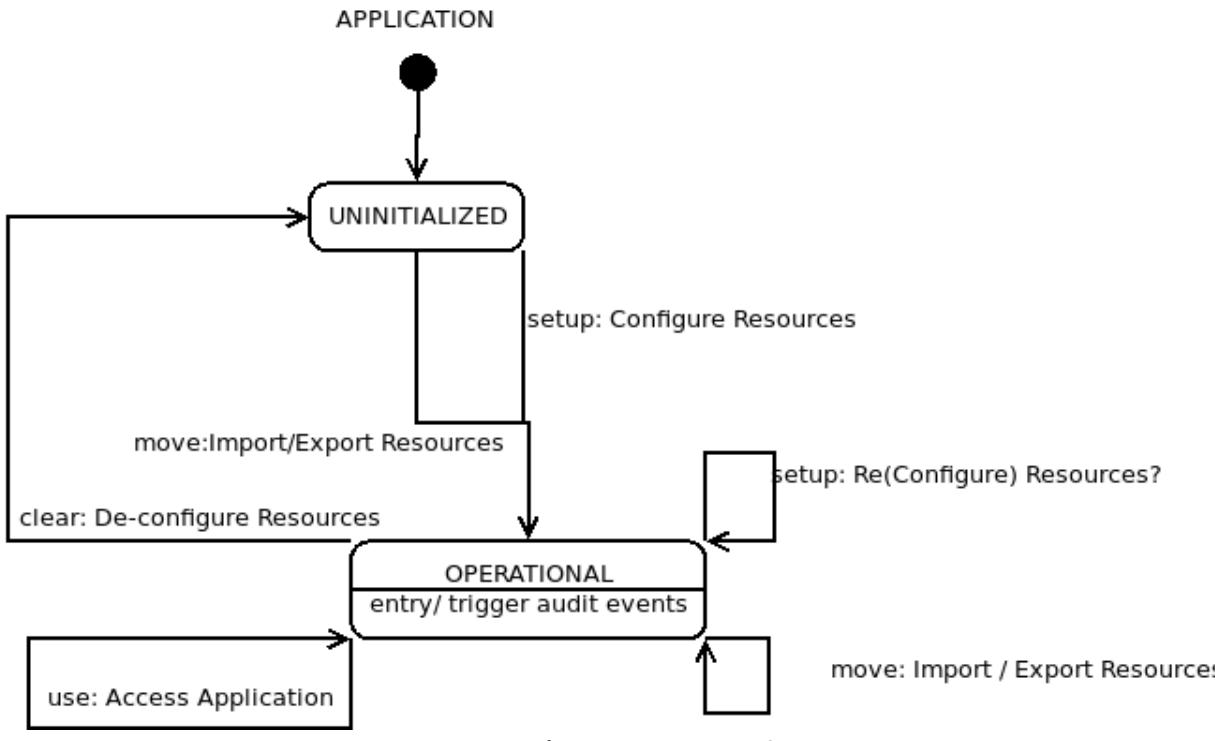 APPLICATION
UNINITIALIZED
setup: Configure Resources
move:Import/Export Resources
setup: Re(Configure) Resources?
clear: De-configure Resources
OPERATIONAL
entry/ trigger audit events
move: Import / Export Resources
use: Access Application